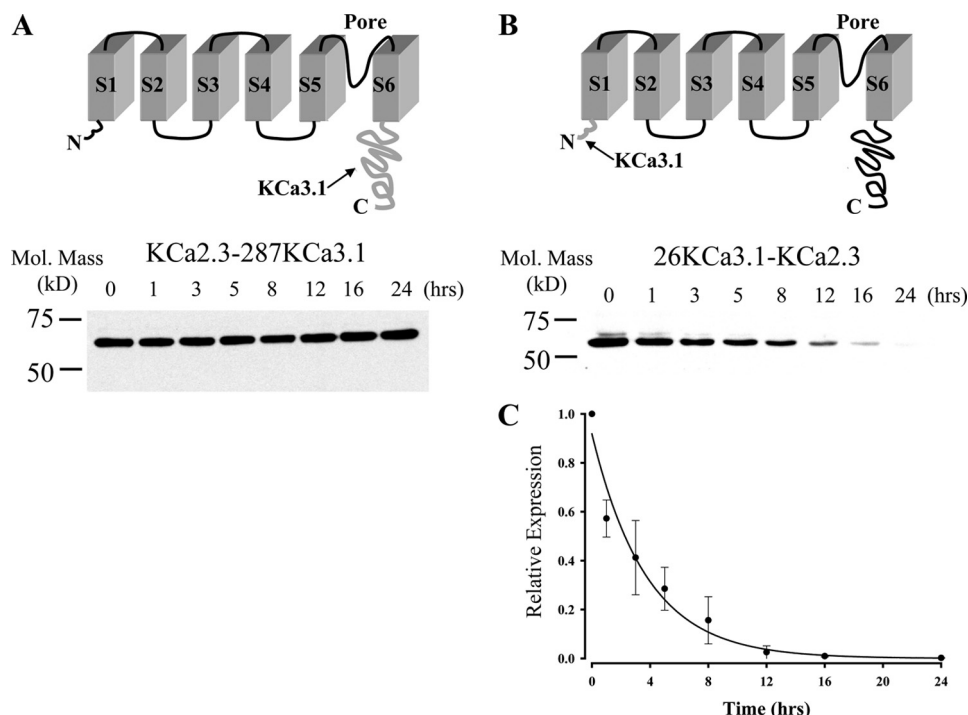 A
Pore
S1 S2 S3 S4 S5 S6
N
KCa3.1
C
Mol. Mass
(kD)
KCa2.3-287KCa3.1
0 1 3 5 8 12 16 24 (hrs)
75
50
B
Pore
S1 S2 S3 S4 S5 S6
N
KCa3.1
C
Mol. Mass
(kD)
26KCa3.1-KCa2.3
0 1 3 5 8 12 16 24 (hrs)
75
50
C
Relative Expression
1.0
0.8
0.6
0.4
0.2
0.0
0 4 8 12 16 20 24
Time (hrs)